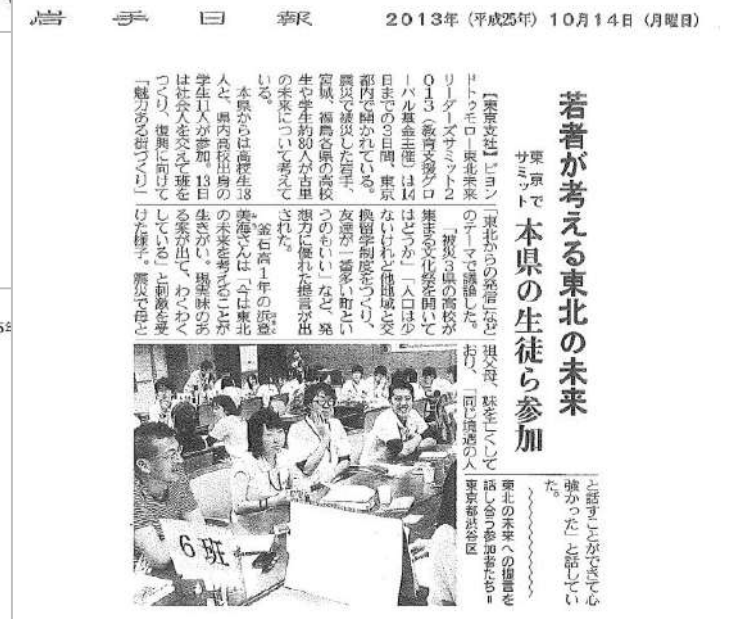 岩手日報
2013年(平成25年)10月14日(月曜日)
若者が考える東北の未来
東京で
サミット
本県の生徒ら参加
【東京支社】ビヨン
ドトゥモロー東北未来
リーダーズサミット2
013(教育支援グロ
ーバル基金主催)は14
日までの3日間、東京
都内で開かれている。
震災で被災した岩手、
宮城、福島各県の高校
生や学生約80人が古里
の未来について考えて
いる。
本県からは高校生18
人と、県内高校出身の
学生11人が参加。13日
は社会人を交えて班を
つくり、復興に向けて
「魅力ある街づくり」
「東北からの発信」など
のテーマで議論した。
「被災3県の高校が
集まる文化祭を開いて
はどうか」「人口は少
ないけれど他地域と交
換留学制度をつくり、
友達が一番多い町とい
うのもいい」など、発
想力に優れた提言が出
された。
釜石高1年の浜登
美海さんは「今は東北
の未来を考えることが
生きがい。現実味のあ
る案が出て、わくわく
している」と刺激を受
けた様子。震災で母と
祖父母、妹を亡くして
おり、「同じ境遇の人
と話すことができて心
強かった」と話してい
た。
東北の未来への提言を
話し合う参加者たち=
東京都渋谷区
6班